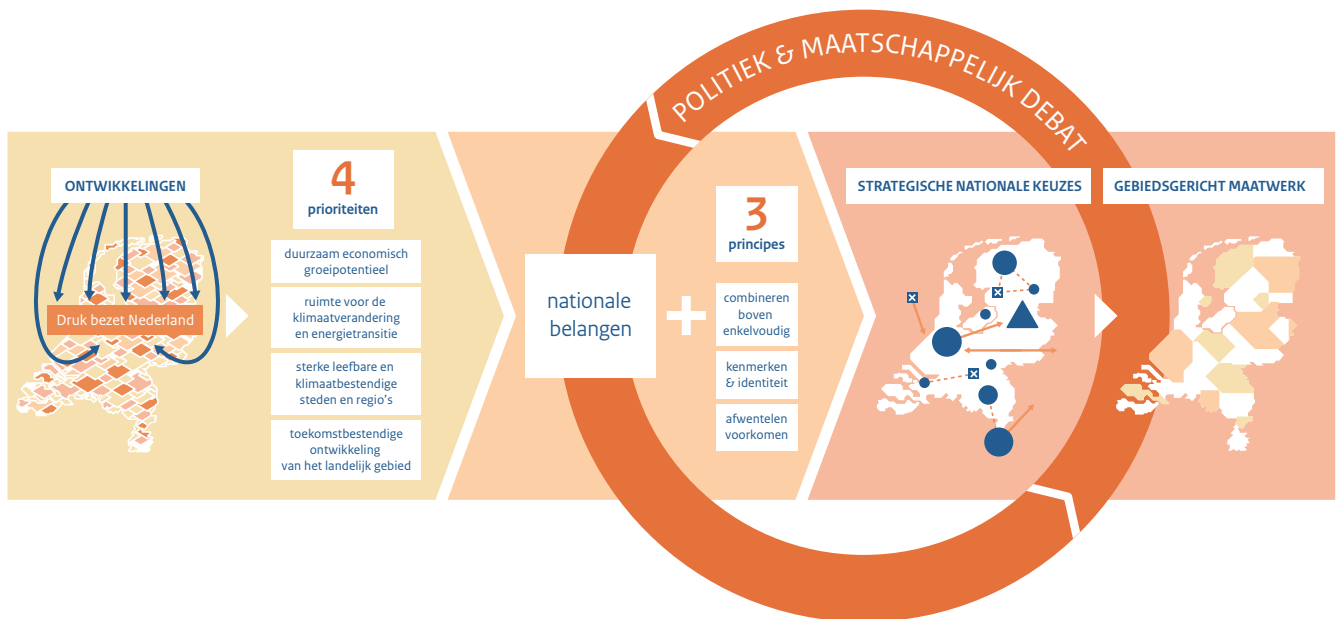 POLITIEK & MAATSCHAPPELIJK DEBAT
ONTWIKKELINGEN
Druk bezet Nederland
4
prioriteiten
duurzaam economisch
groeipotentieel
ruimte voor de
klimaatverandering
en energietransitie
sterke leefbare en
klimaatbestendige
steden en regio's
toekomstbestendige
ontwikkeling
van het landelijk gebied
nationale
belangen
3
principes
combineren
boven
enkelvoudig
kenmerken
& identiteit
afwentelen
voorkomen
STRATEGISCHE NATIONALE KEUZES
GEBIEDSGERICHT MAATWERK